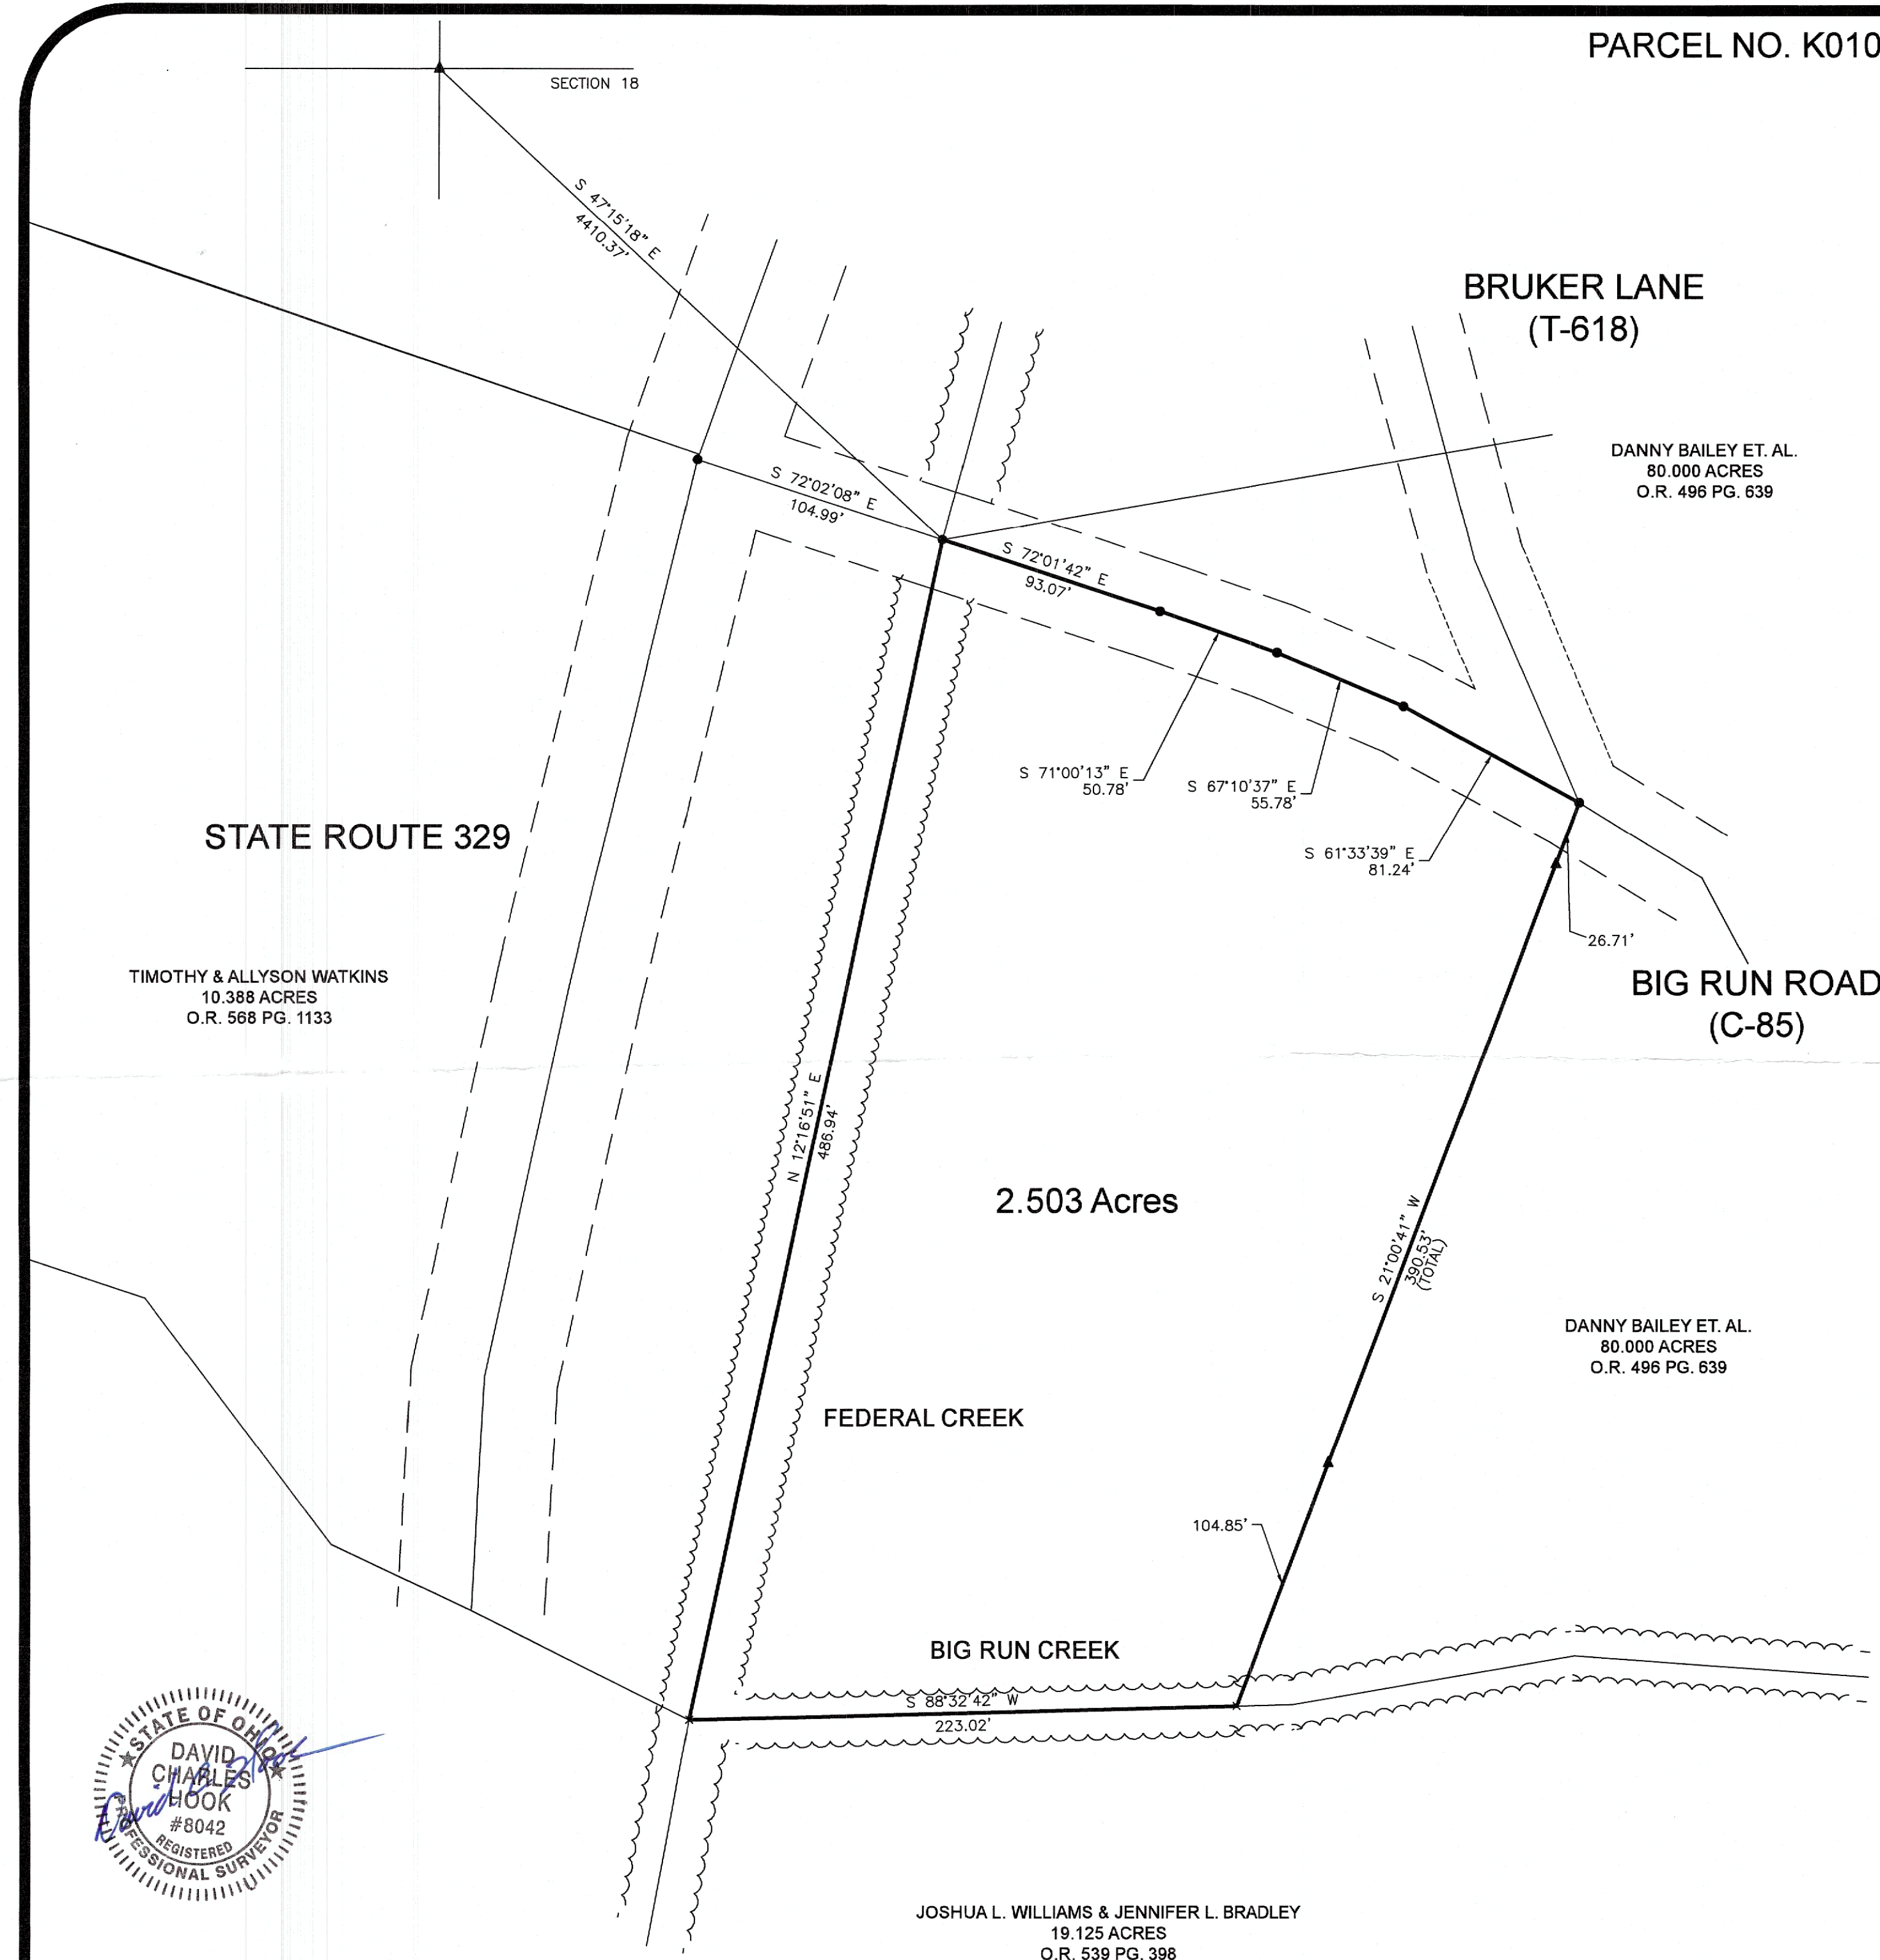 PARCEL NO. K010
SECTION 18
S 47°15'18" E
4410.37'
BRUKER LANE
(T-618)
DANNY BAILEY ET. AL.
80.000 ACRES
O.R. 496 PG. 639
S 72°02'08" E
104.99'
S 72°01'42" E
93.07'
S 71°00'13" E
50.78'
S 67°10'37" E
55.78'
S 61°33'39" E
81.24'
STATE ROUTE 329
26.71'
BIG RUN ROAD
(C-85)
TIMOTHY & ALLYSON WATKINS
10.388 ACRES
O.R. 568 PG. 1133
N 12°16'51" E
486.94'
2.503 Acres
S 21°00'41" W
390.53'
(TOTAL)
DANNY BAILEY ET. AL.
80.000 ACRES
O.R. 496 PG. 639
FEDERAL CREEK
104.85'
BIG RUN CREEK
S 88°32'42" W
223.02'
STATE OF OHIO
DAVID
CHARLES
HOOK
#8042
REGISTERED
PROFESSIONAL SURVEYOR
David C Hook
JOSHUA L. WILLIAMS & JENNIFER L. BRADLEY
19.125 ACRES
O.R. 539 PG. 398